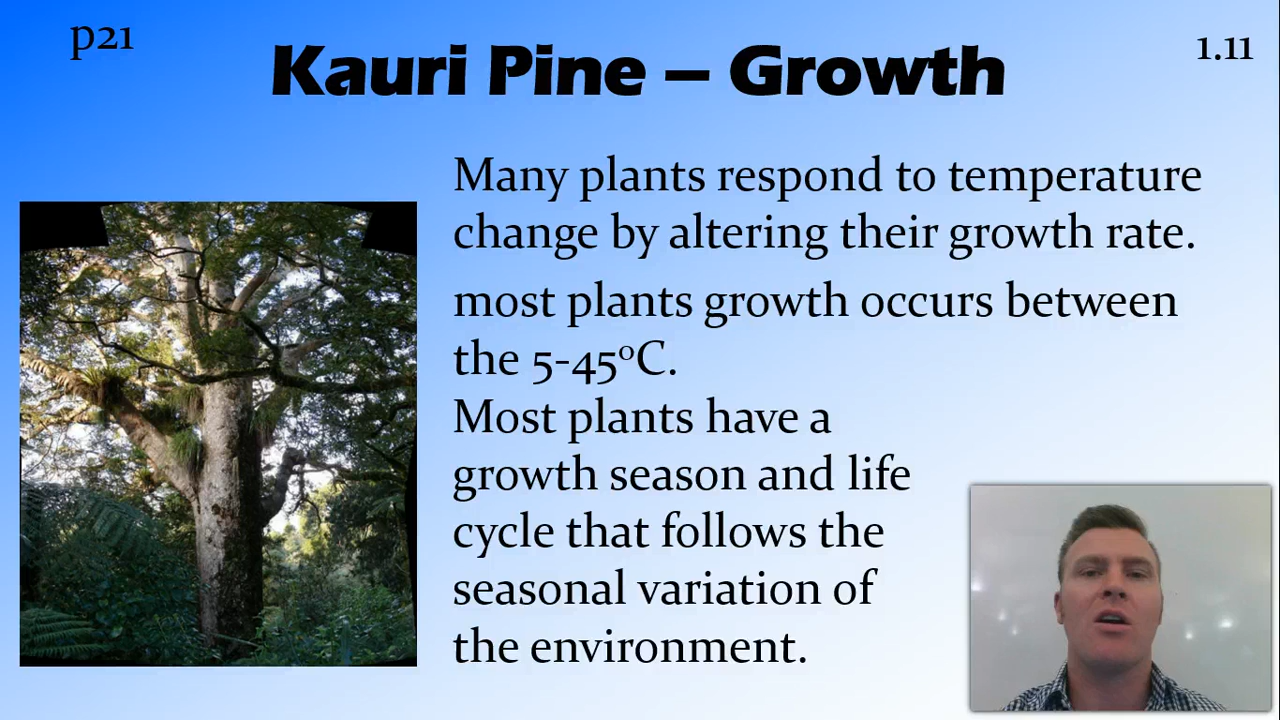 p21
Kauri Pine – Growth
1.11
Many plants respond to temperature
change by altering their growth rate.
most plants growth occurs between
the 5-45°C.
Most plants have a
growth season and life
cycle that follows the
seasonal variation of
the environment.